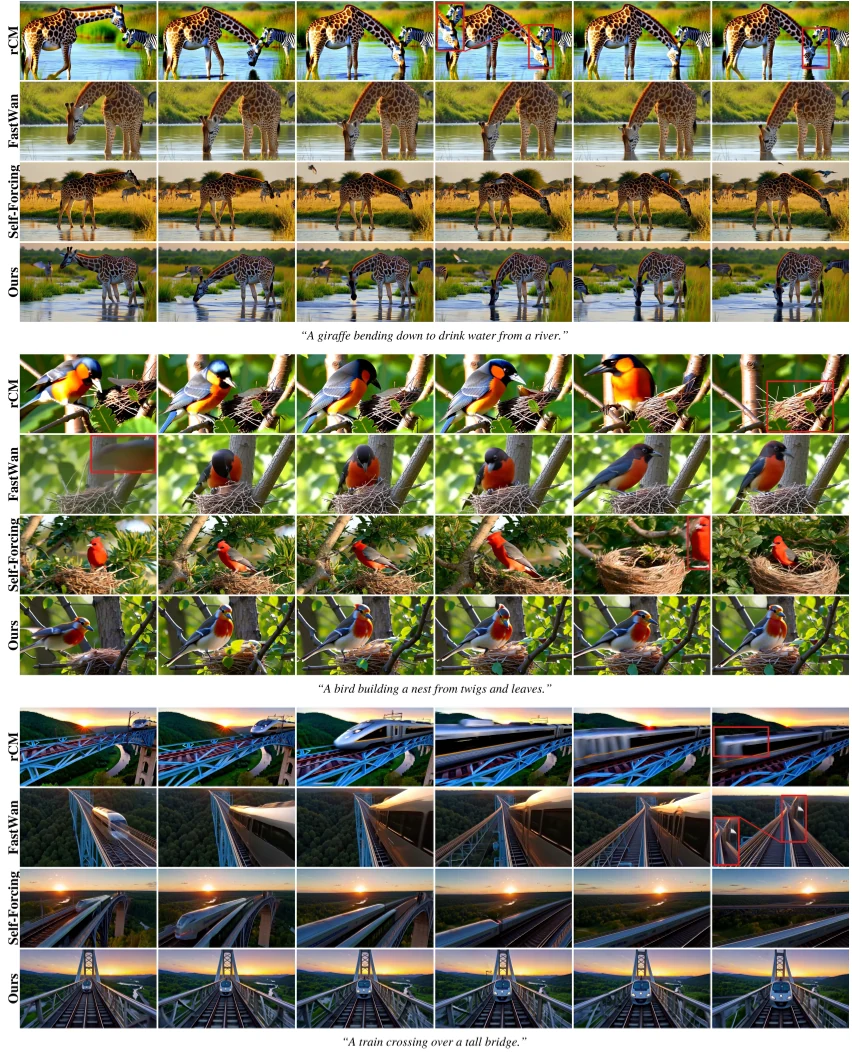 rCM
FastWan
Self-Forcing
Ours
“A giraffe bending down to drink water from a river.”
rCM
FastWan
Self-Forcing
Ours
“A bird building a nest from twigs and leaves.”
rCM
FastWan
Self-Forcing
Ours
“A train crossing over a tall bridge.”